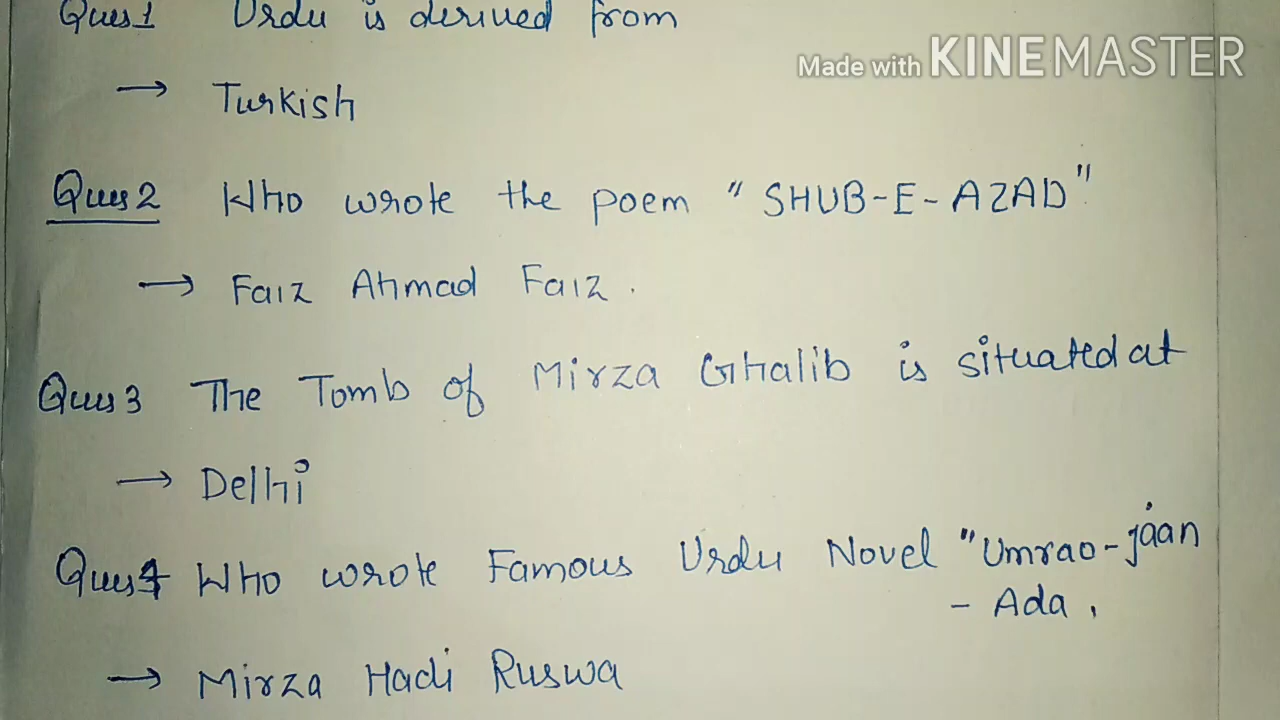 Ques1 Urdu is derived from
Made with KINEMASTER
→ Turkish
Ques2 Who wrote the poem "SHUB-E-AZAD"
→ Faiz Ahmad Faiz.
Ques3 The Tomb of Mirza Ghalib is situated at
→ Delhi
Ques4 Who wrote Famous Urdu Novel "Umrao-jaan
- Ada,
→ Mirza Hadi Ruswa